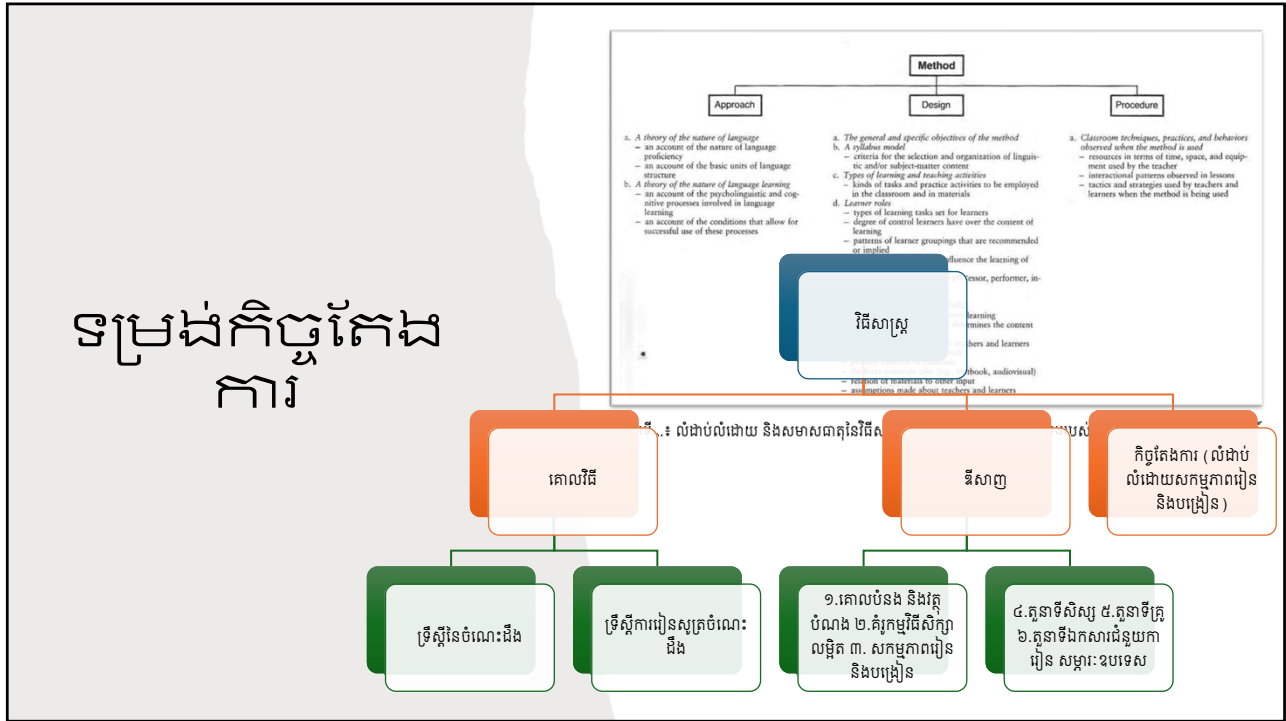 ទម្រង់កិច្ចតែង
ការ
Method
Approach
Design
Procedure
a. A theory of the nature of language
– an account of the nature of language
proficiency
– an account of the basic units of language
structure
b. A theory of the nature of language learning
– an account of the psycholinguistic and cog-
nitive processes involved in language
learning
– an account of the conditions that allow for
successful use of these processes
a. The general and specific objectives of the method
b. A syllabus model
– criteria for the selection and organization of linguis-
tic and/or subject-matter content
c. Types of learning and teaching activities
– kinds of tasks and practice activities to be employed
in the classroom and in materials
d. Learner roles
– types of learning tasks set for learners
– degree of control learners have over the content of
learning
– patterns of learner groupings that are recommended
or implied
fluence the learning of
essor, performer, in-
learning
rmines the content
hers and learners
tbook, audiovisual)
– relation of materials to other input
– assumptions made about teachers and learners
a. Classroom techniques, practices, and behaviors
observed when the method is used
– resources in terms of time, space, and equip-
ment used by the teacher
– interactional patterns observed in lessons
– tactics and strategies used by teachers and
learners when the method is being used
៖ លំដាប់លំដោយ និងសមាសធាតុនៃវិធីស
វិធីសាស្ត្រ
គោលវិធី
ឌីសាញ
កិច្ចតែងការ (លំដាប់
លំដោយសកម្មភាពរៀន
និងបង្រៀន)
ទ្រឹស្តីនៃចំណេះដឹង
ទ្រឹស្តីការរៀនសូត្រចំណេះ
ដឹង
១.គោលបំនង និងវត្ថុ
បំណង ២.គំរូកម្មវិធីសិក្សា
លម្អិត ៣. សកម្មភាពរៀន
និងបង្រៀន
៤.តួនាទីសិស្ស ៥.តួនាទីគ្រូ
៦.តួនាទីឯកសារជំនួយកា
រៀន សម្ភារៈឧបទេស